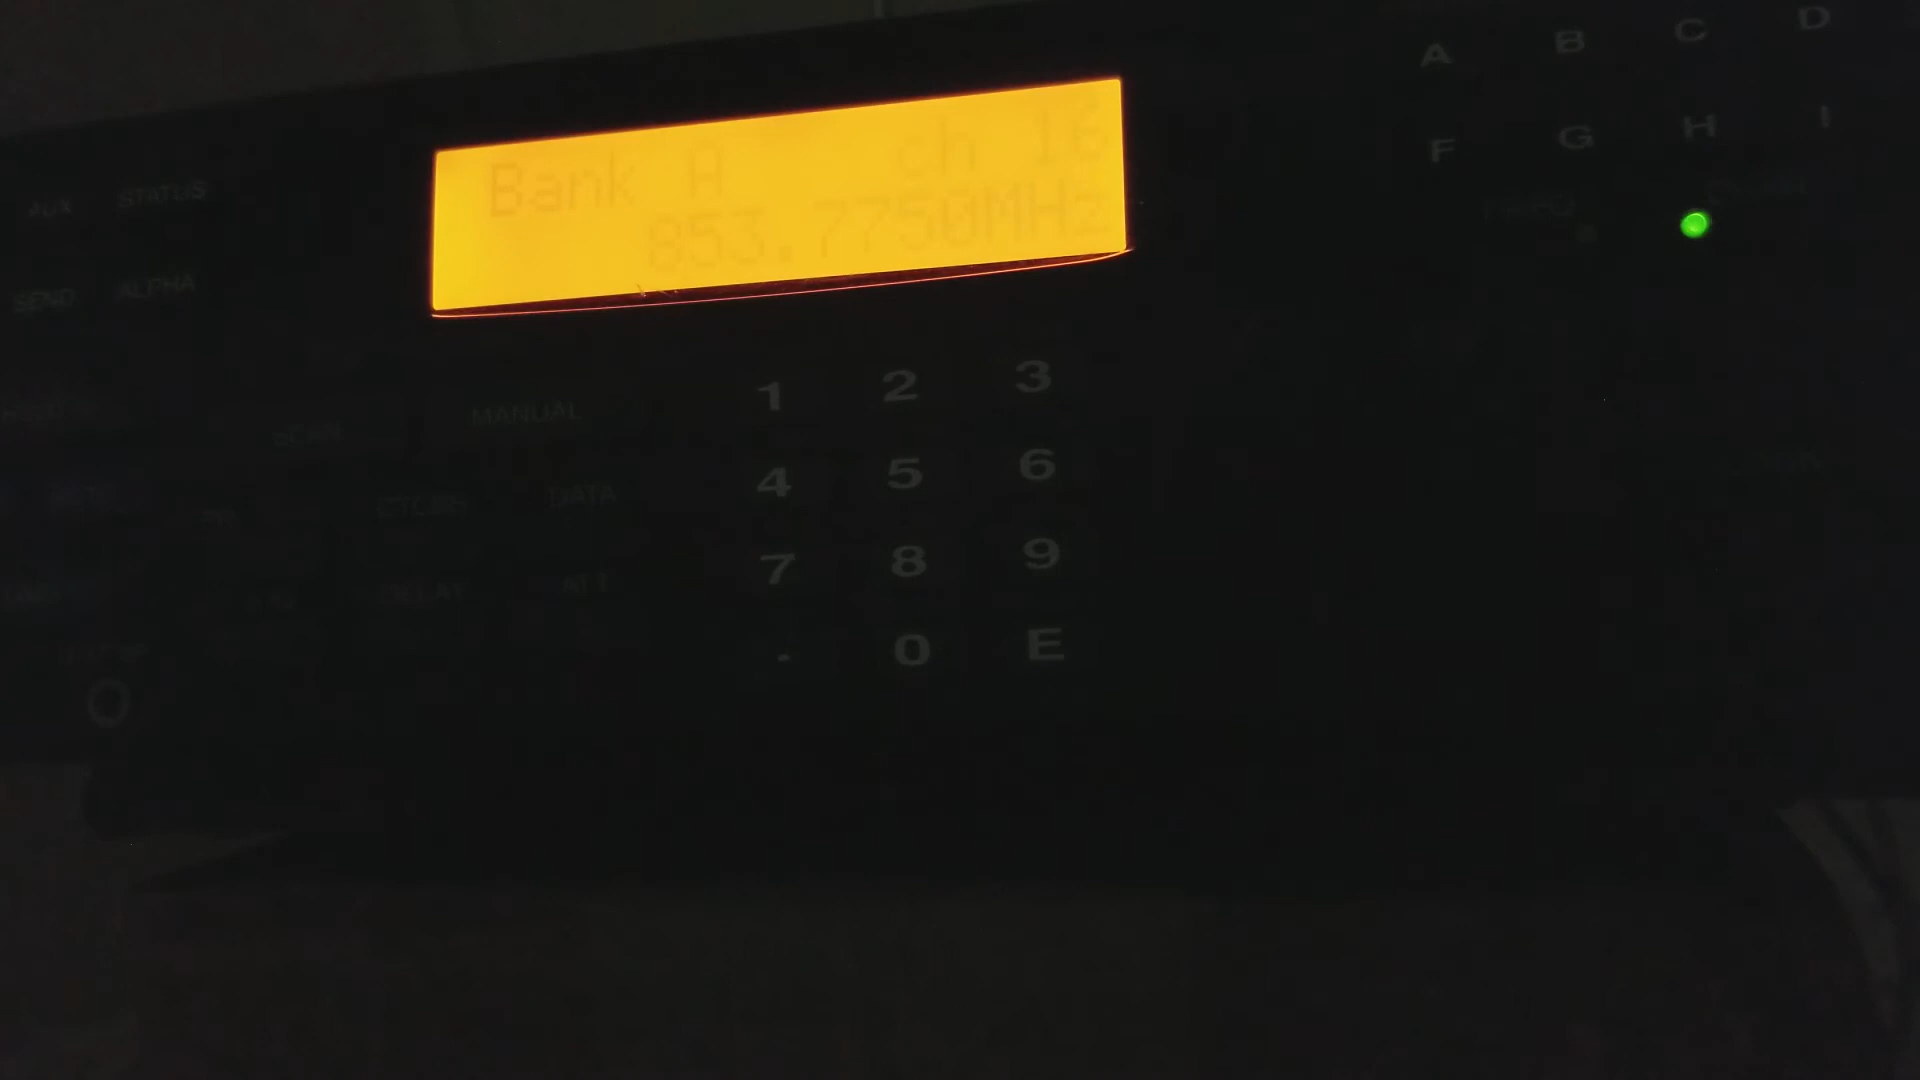 A B C D
Bank A ch 16
F G H I
AUX STATUS
853.7750MHz
SEND ALPHA
1 2 3
MANUAL
SCAN
4 5 6
CTCSS DATA
7 8 9
DELAY ATT
. 0 E